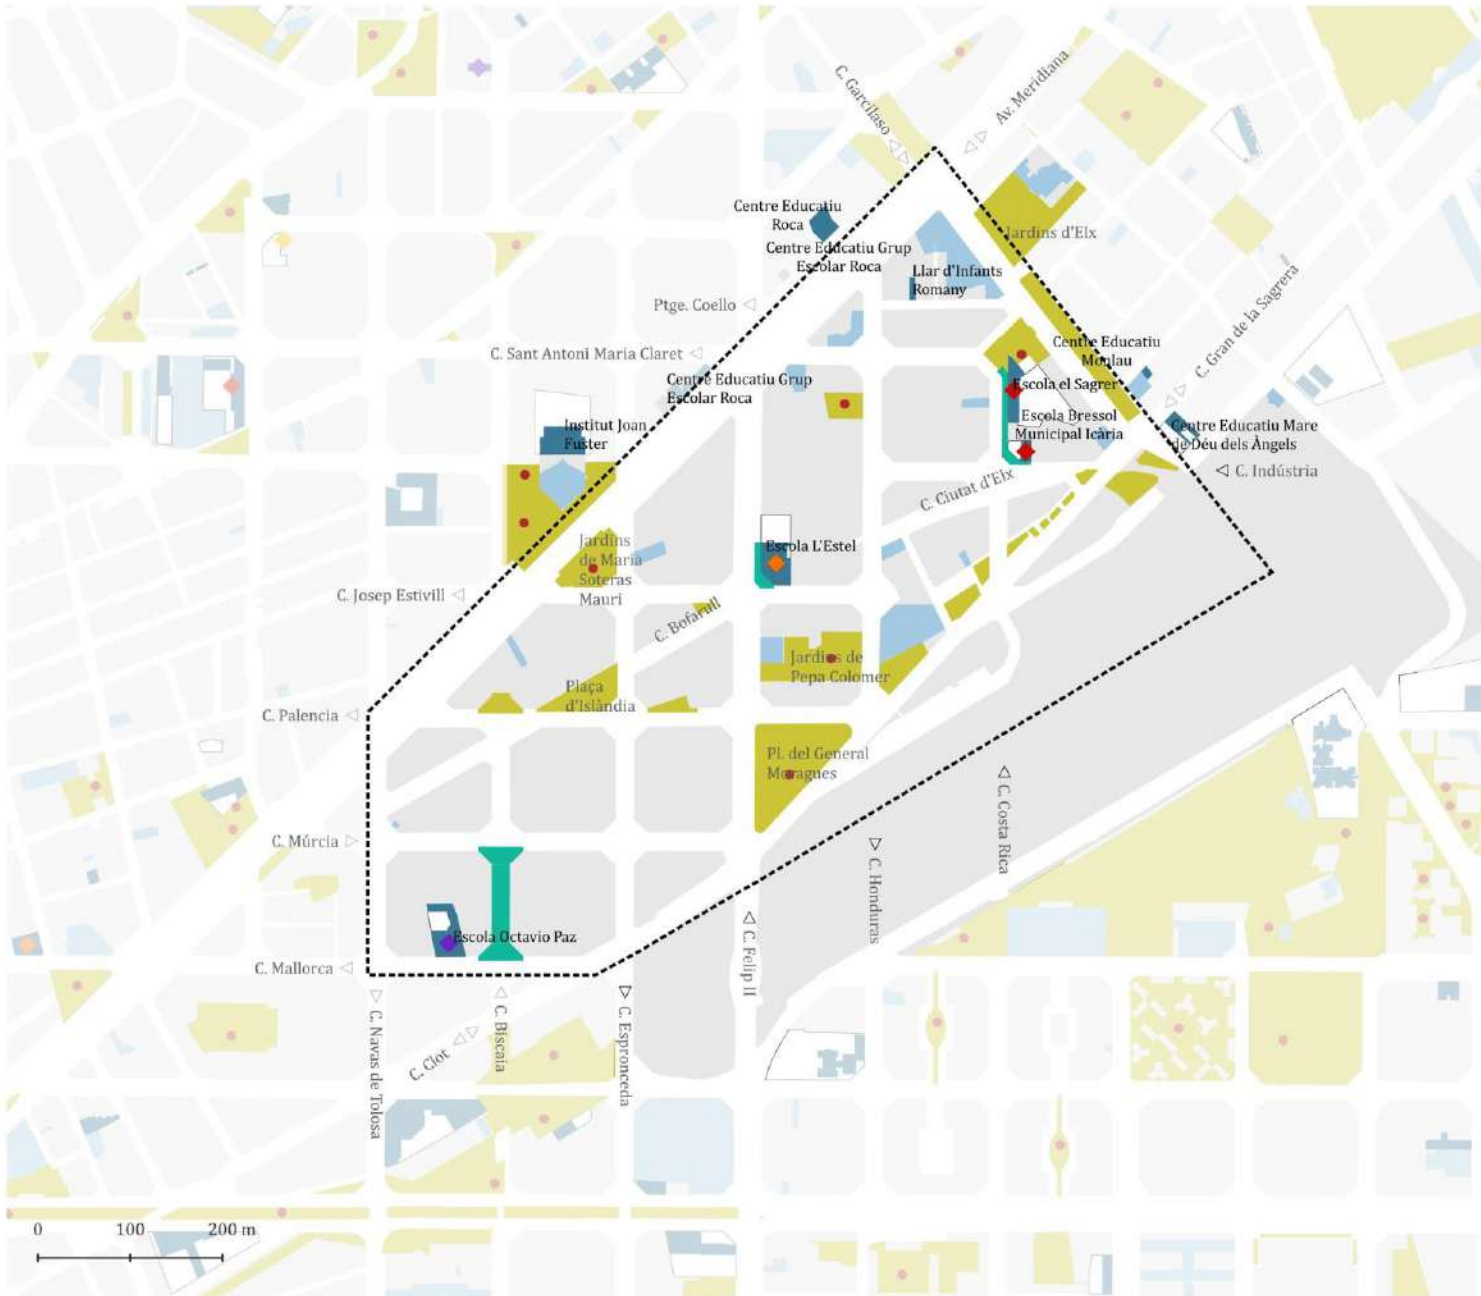 C. Garcilaso
Av. Meridiana
Centre Educatiu
Roca
Jardins d'Elx
Centre Educatiu Grup
Escolar Roca
Llar d'Infants
Romany
C. Gran de la Sagrera
Ptge. Coello
C. Sant Antoni Maria Claret
Centre Educatiu
Monlau
Centre Educatiu Grup
Escolar Roca
Escola el Sagrer
Institut Joan
Fuster
Escola Bressol
Municipal Icària
Centre Educatiu Mare
de Déu dels Àngels
C. Indústria
C. Ciutat d'Elx
Jardins
de Maria
Soteras
Mauri
Escola L'Estel
C. Josep Estivill
C. Bofarull
Jardins de
Pepa Colomer
Plaça
d'Islàndia
C. Palencia
Pl. del General
Moragues
C. Costa Rica
C. Múrcia
C. Honduras
Escola Octavio Paz
C. Felip II
C. Mallorca
C. Navas de Tolosa
C. Clot
C. Biscaia
C. Espronceda
0 100 200 m